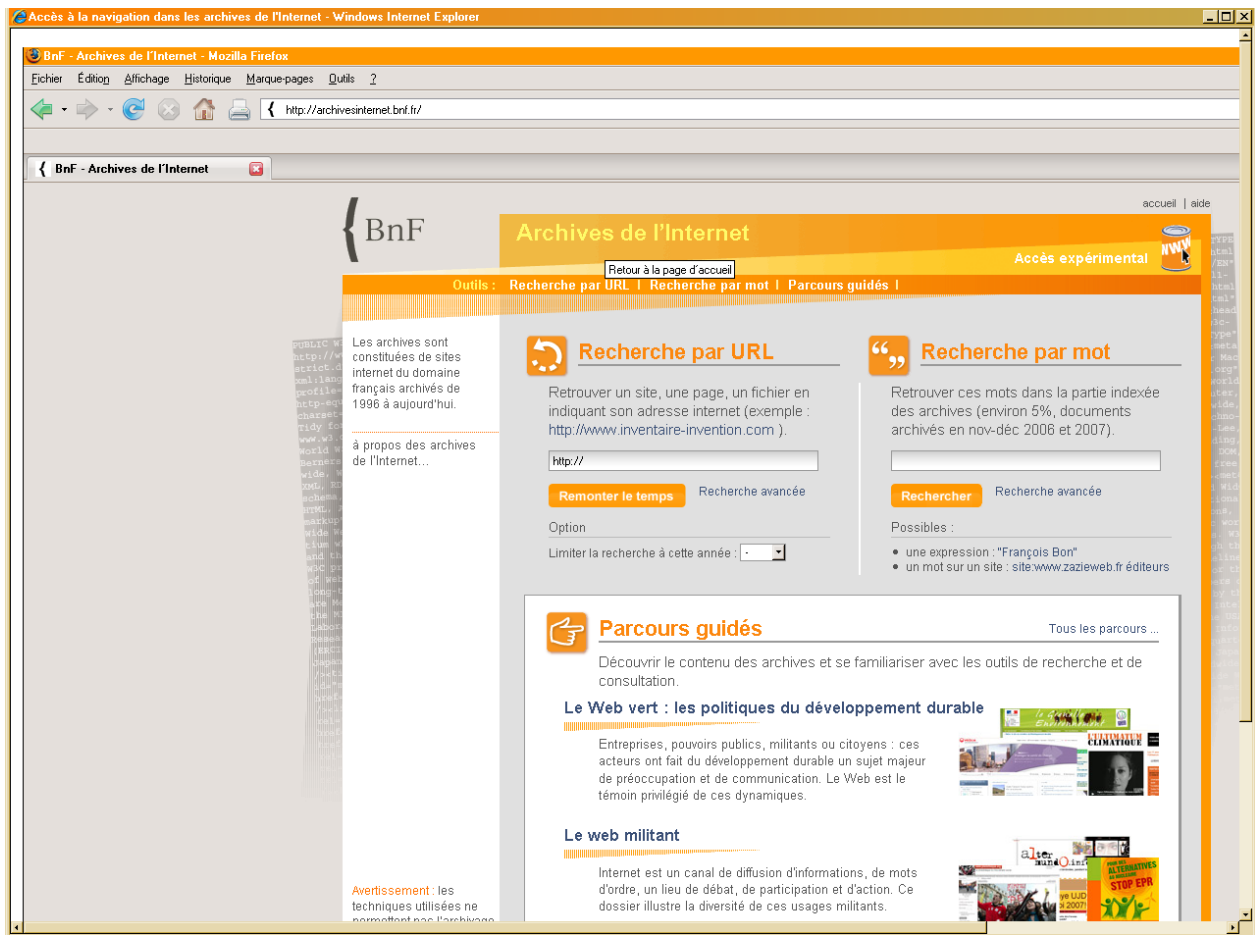 Accès à la navigation dans les archives de l'Internet - Windows Internet Explorer
BnF - Archives de l'Internet - Mozilla Firefox
Fichier Édition Affichage Historique Marque-pages Outils ?
http://archivesinternet.bnf.fr/
BnF - Archives de l'Internet
accueil | aide
BnF
Archives de l'Internet
WWW
Accès expérimental
Retour à la page d'accueil
Outils : Recherche par URL | Recherche par mot | Parcours guidés |
Les archives sont
constituées de sites
internet du domaine
français archivés de
1996 à aujourd'hui.
à propos des archives
de l'Internet...
Recherche par URL
Retrouver un site, une page, un fichier en
indiquant son adresse internet (exemple :
http://www.inventaire-invention.com ).
http://
Remonter le temps Recherche avancée
Option
Limiter la recherche à cette année : -
Recherche par mot
Retrouver ces mots dans la partie indexée
des archives (environ 5%, documents
archivés en nov-déc 2006 et 2007).
Rechercher Recherche avancée
Possibles :
• une expression : "François Bon"
• un mot sur un site : site:www.zazieweb.fr éditeurs
Parcours guidés
Tous les parcours ...
Découvrir le contenu des archives et se familiariser avec les outils de recherche et de
consultation.
Le Web vert : les politiques du développement durable
Entreprises, pouvoirs publics, militants ou citoyens : ces
acteurs ont fait du développement durable un sujet majeur
de préoccupation et de communication. Le Web est le
témoin privilégié de ces dynamiques.
L'ULTIMATUM
CLIMATIQUE
Le web militant
Internet est un canal de diffusion d'informations, de mots
d'ordre, un lieu de débat, de participation et d'action. Ce
dossier illustre la diversité de ces usages militants.
ALTERNATIVES
STOP EPR
Avertissement : les
techniques utilisées ne
permettent pas l'archivage